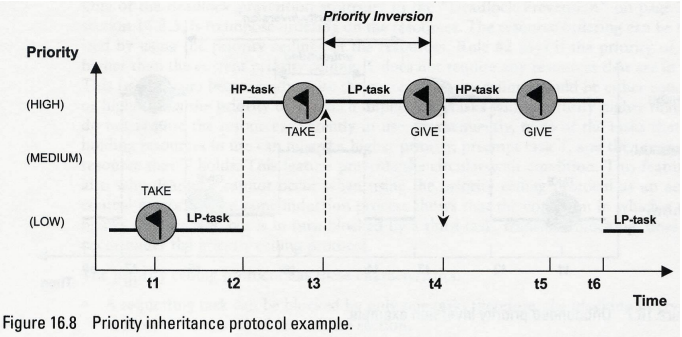 Priority Inversion
Priority
HP-task LP-task HP-task
(HIGH)
TAKE GIVE GIVE
(MEDIUM)
TAKE
(LOW)
LP-task LP-task
t1 t2 t3 t4 t5 t6
Time
Figure 16.8 Priority inheritance protocol example.